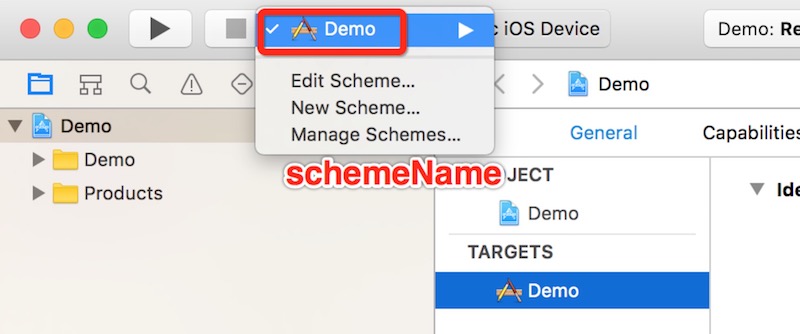 Demo
c iOS Device
Demo: Re
Edit Scheme...
New Scheme...
Manage Schemes...
schemeName
Demo
Demo
Products
Demo
General
Capabilities
OJECT
Ide
Demo
TARGETS
Demo